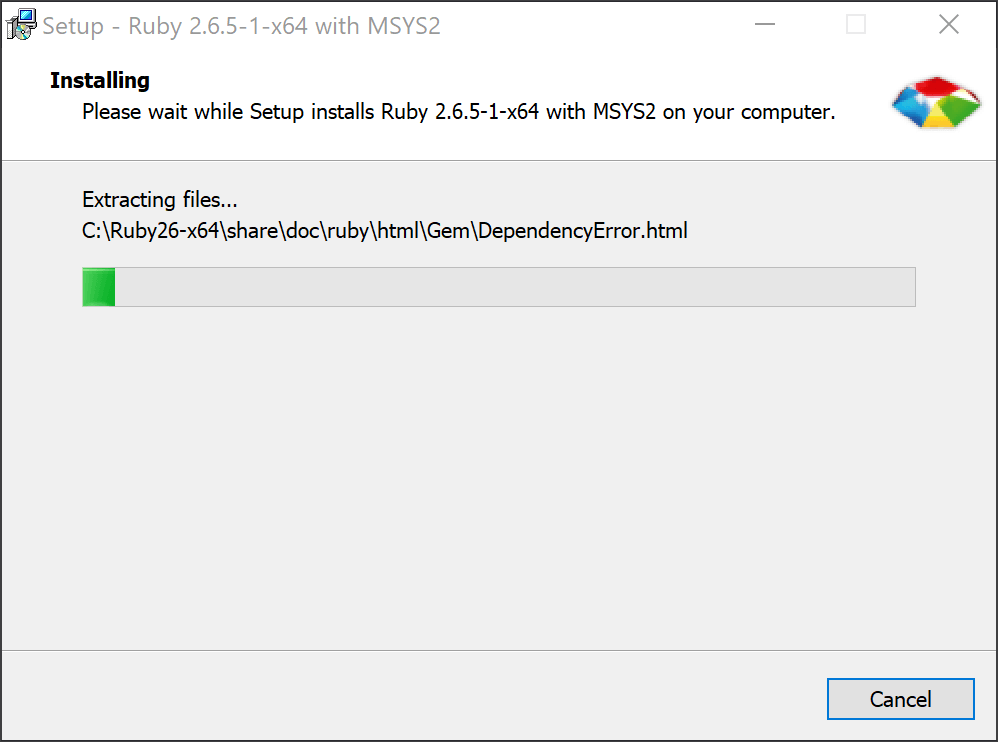 Setup - Ruby 2.6.5-1-x64 with MSYS2
Installing
Please wait while Setup installs Ruby 2.6.5-1-x64 with MSYS2 on your computer.
Extracting files...
C:\Ruby26-x64\share\doc\ruby\html\Gem\DependencyError.html
Cancel